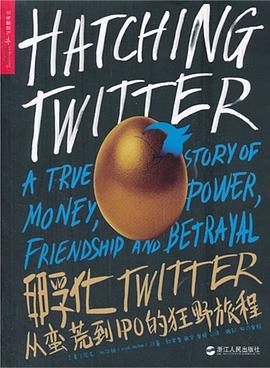 HATCHING
TWITTER
A TRUE STORY OF
MONEY, POWER,
FRIENDSHIP AND BETRAYAL
孵化TWITTER
从蛮荒到IPO的狂野旅程
浙江人民出版社